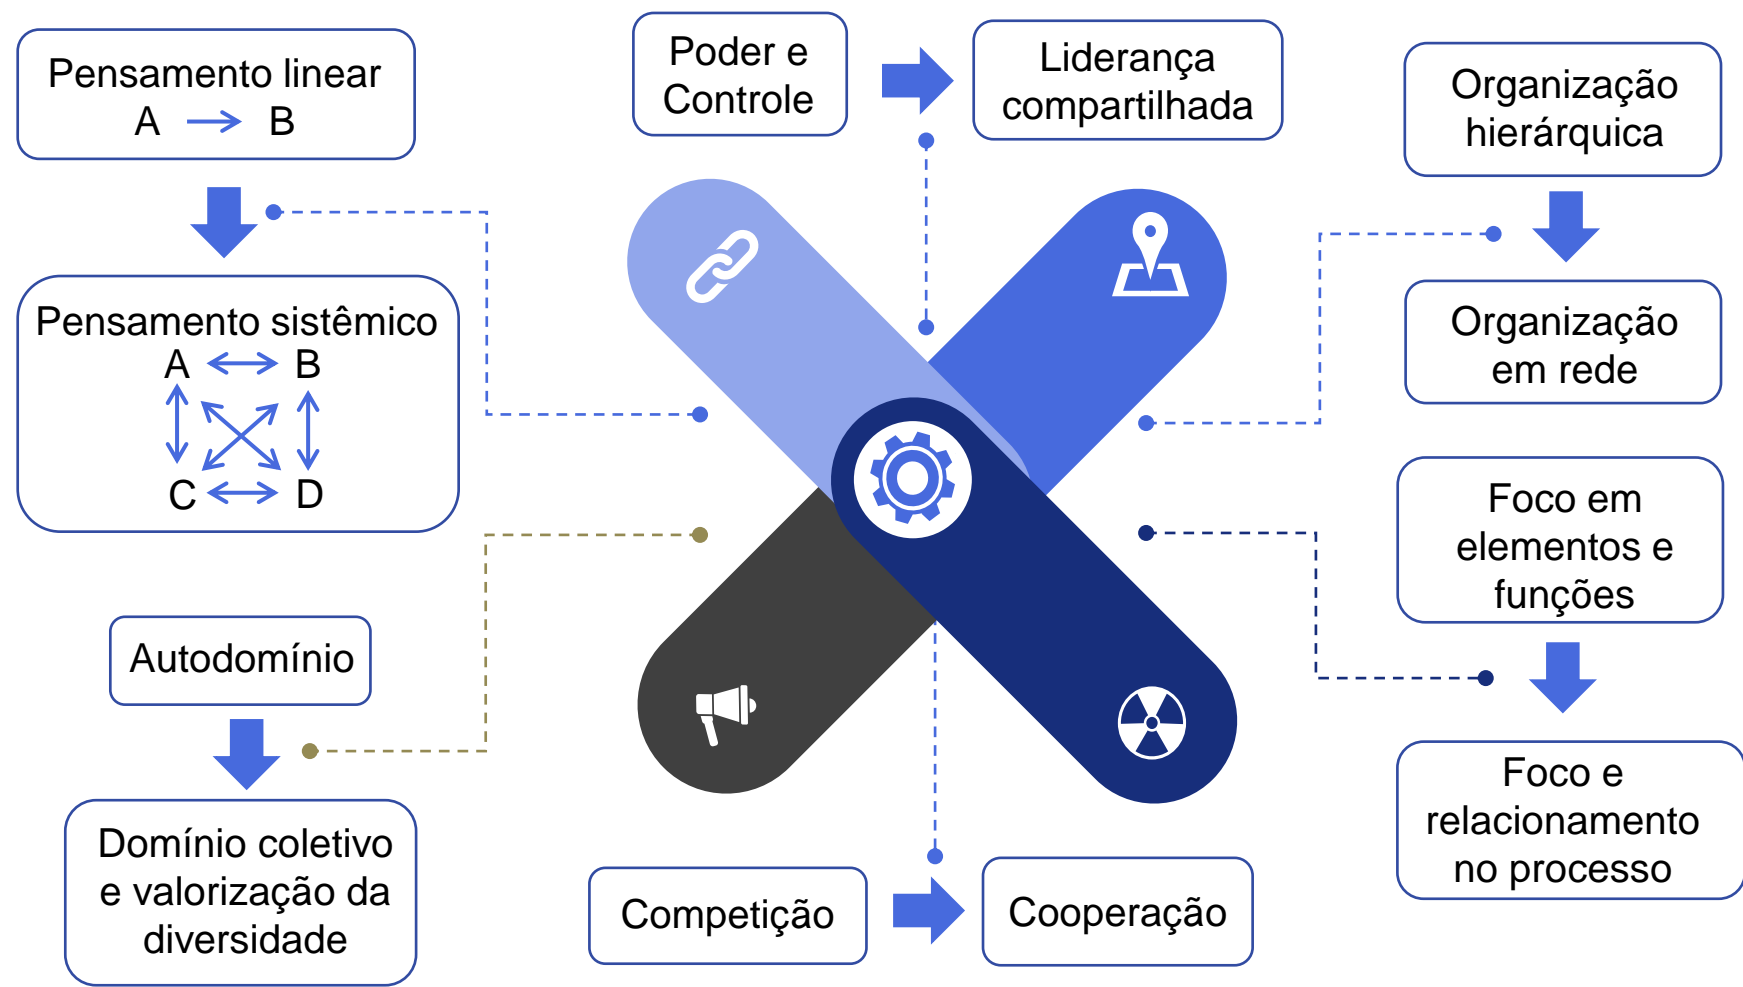 Pensamento linear
A B
Pensamento sistêmico
A B
C D
Autodomínio
Domínio coletivo
e valorização da
diversidade
Poder e
Controle
Liderança
compartilhada
Competição
Cooperação
Organização
hierárquica
Organização
em rede
Foco em
elementos e
funções
Foco e
relacionamento
no processo